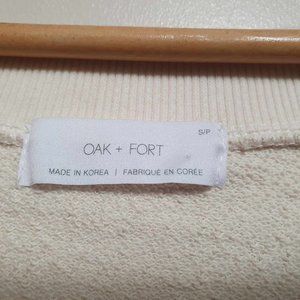 S/P
OAK + FORT
MADE IN KOREA | FABRIQUÉ EN CORÉE